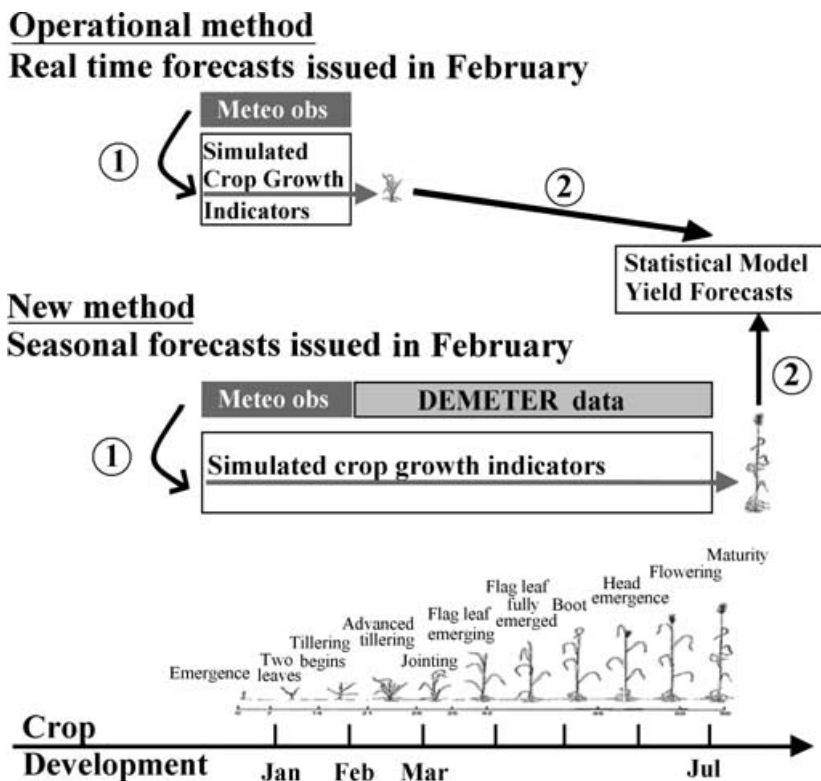 Operational method
Real time forecasts issued in February
Meteo obs
1
Simulated
Crop Growth
Indicators
2
Statistical Model
Yield Forecasts
New method
Seasonal forecasts issued in February
Meteo obs
DEMETER data
2
1
Simulated crop growth indicators
Maturity
Flowering
Head
emergence
Boot
Flag leaf
fully
emerged
Flag leaf
emerging
Advanced
tillering
Jointing
Tillering
begins
Two
leaves
Emergence
Crop
Development
Jan Feb Mar Jul